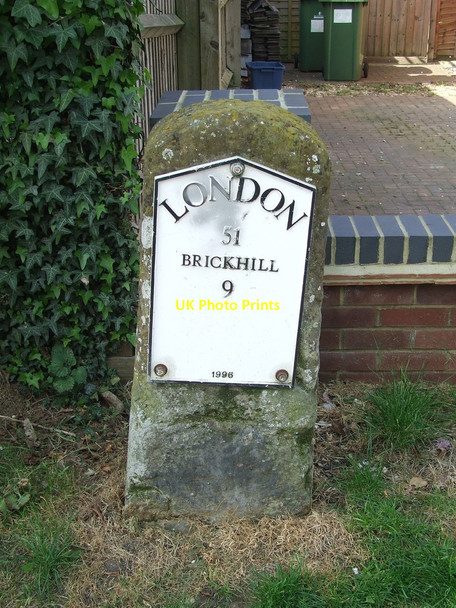 LONDON
51
BRICKHILL
9
UK Photo Prints
1996